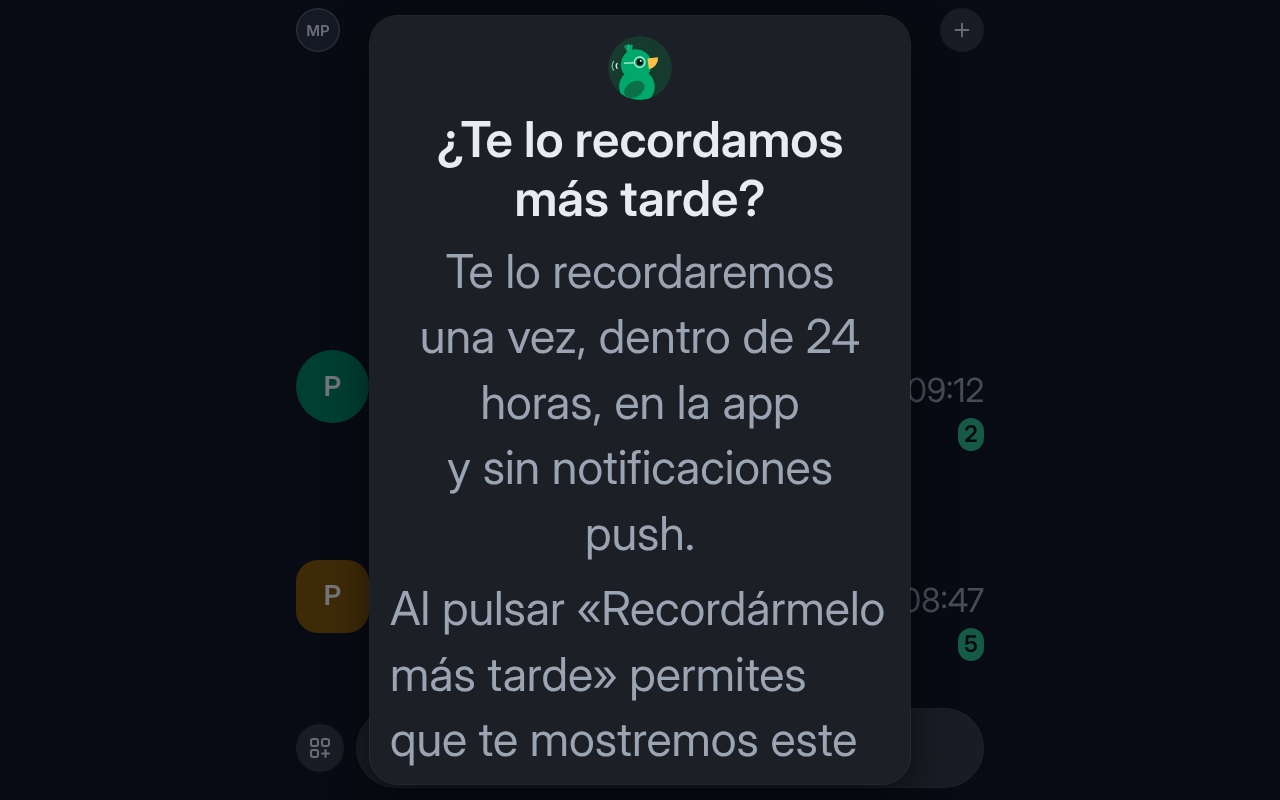 MP
¿Te lo recordamos
más tarde?
Te lo recordaremos
una vez, dentro de 24
horas, en la app
y sin notificaciones
push.
Al pulsar «Recordármelo
más tarde» permites
que te mostremos este
P
09:12
2
P
08:47
5